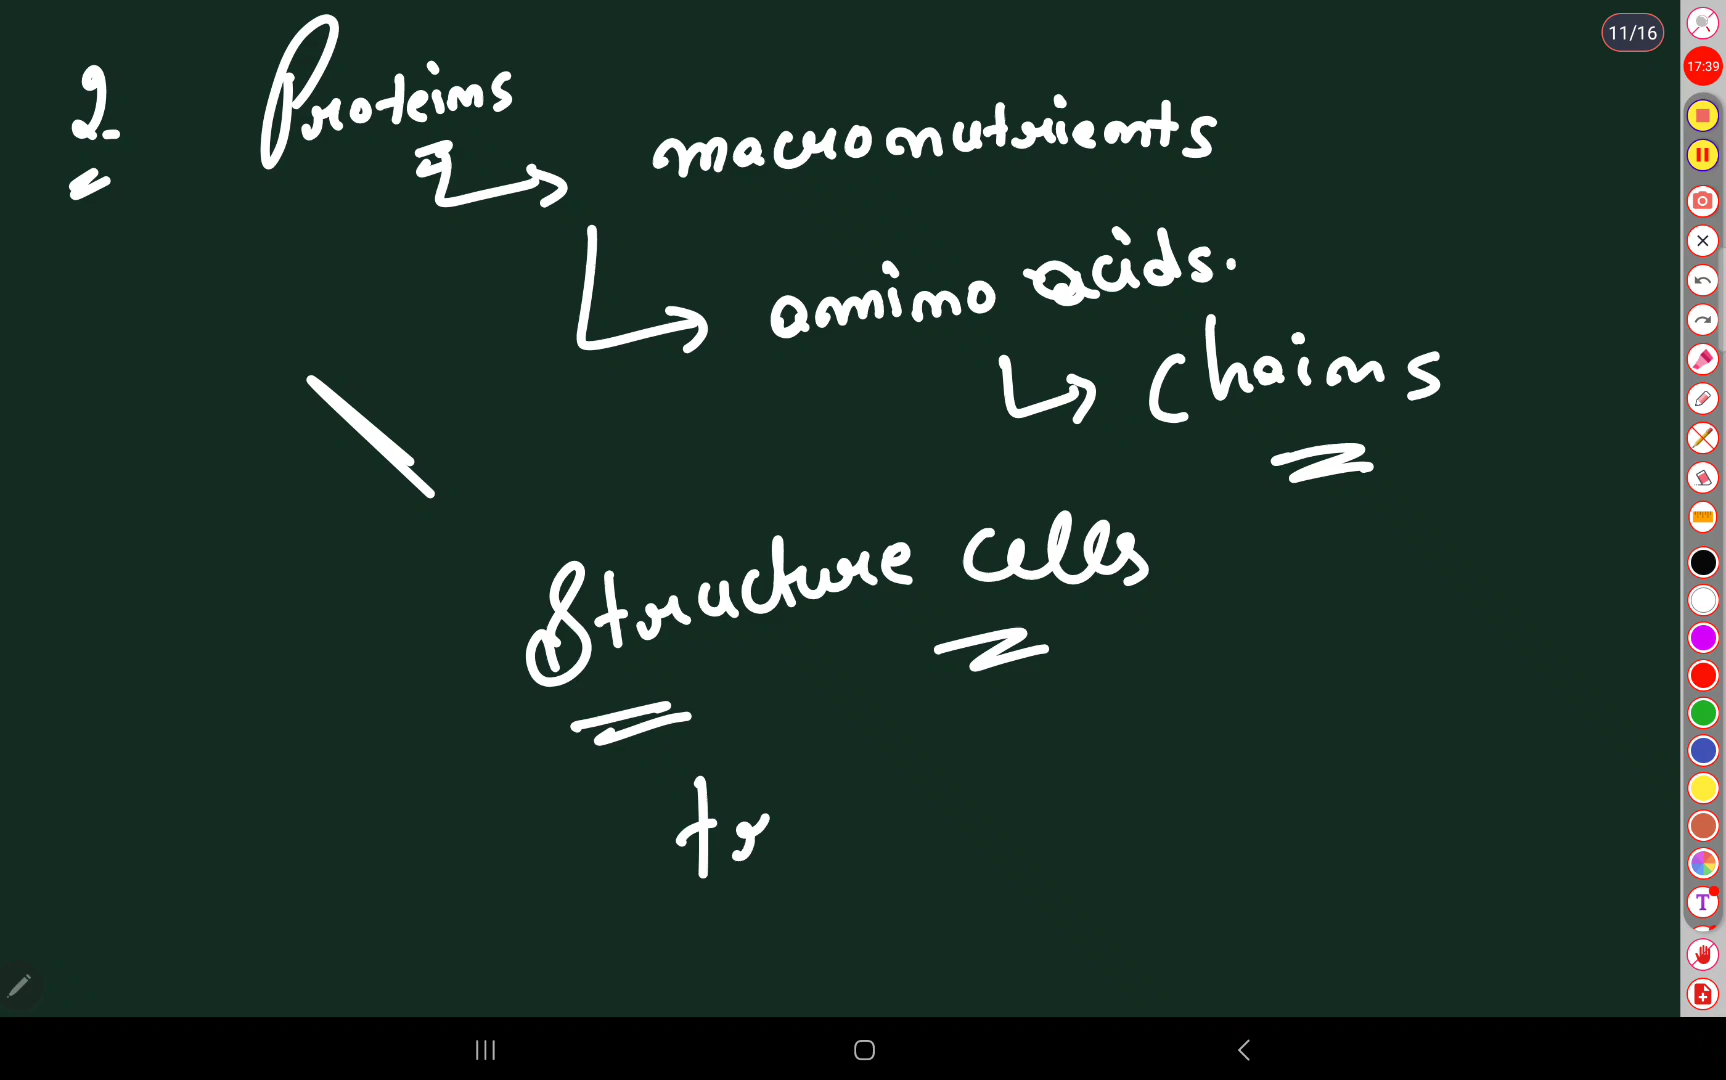 11/16
17:39
2 Proteins
macronutrients
amino acids.
Chains
Structure cells
tr
T